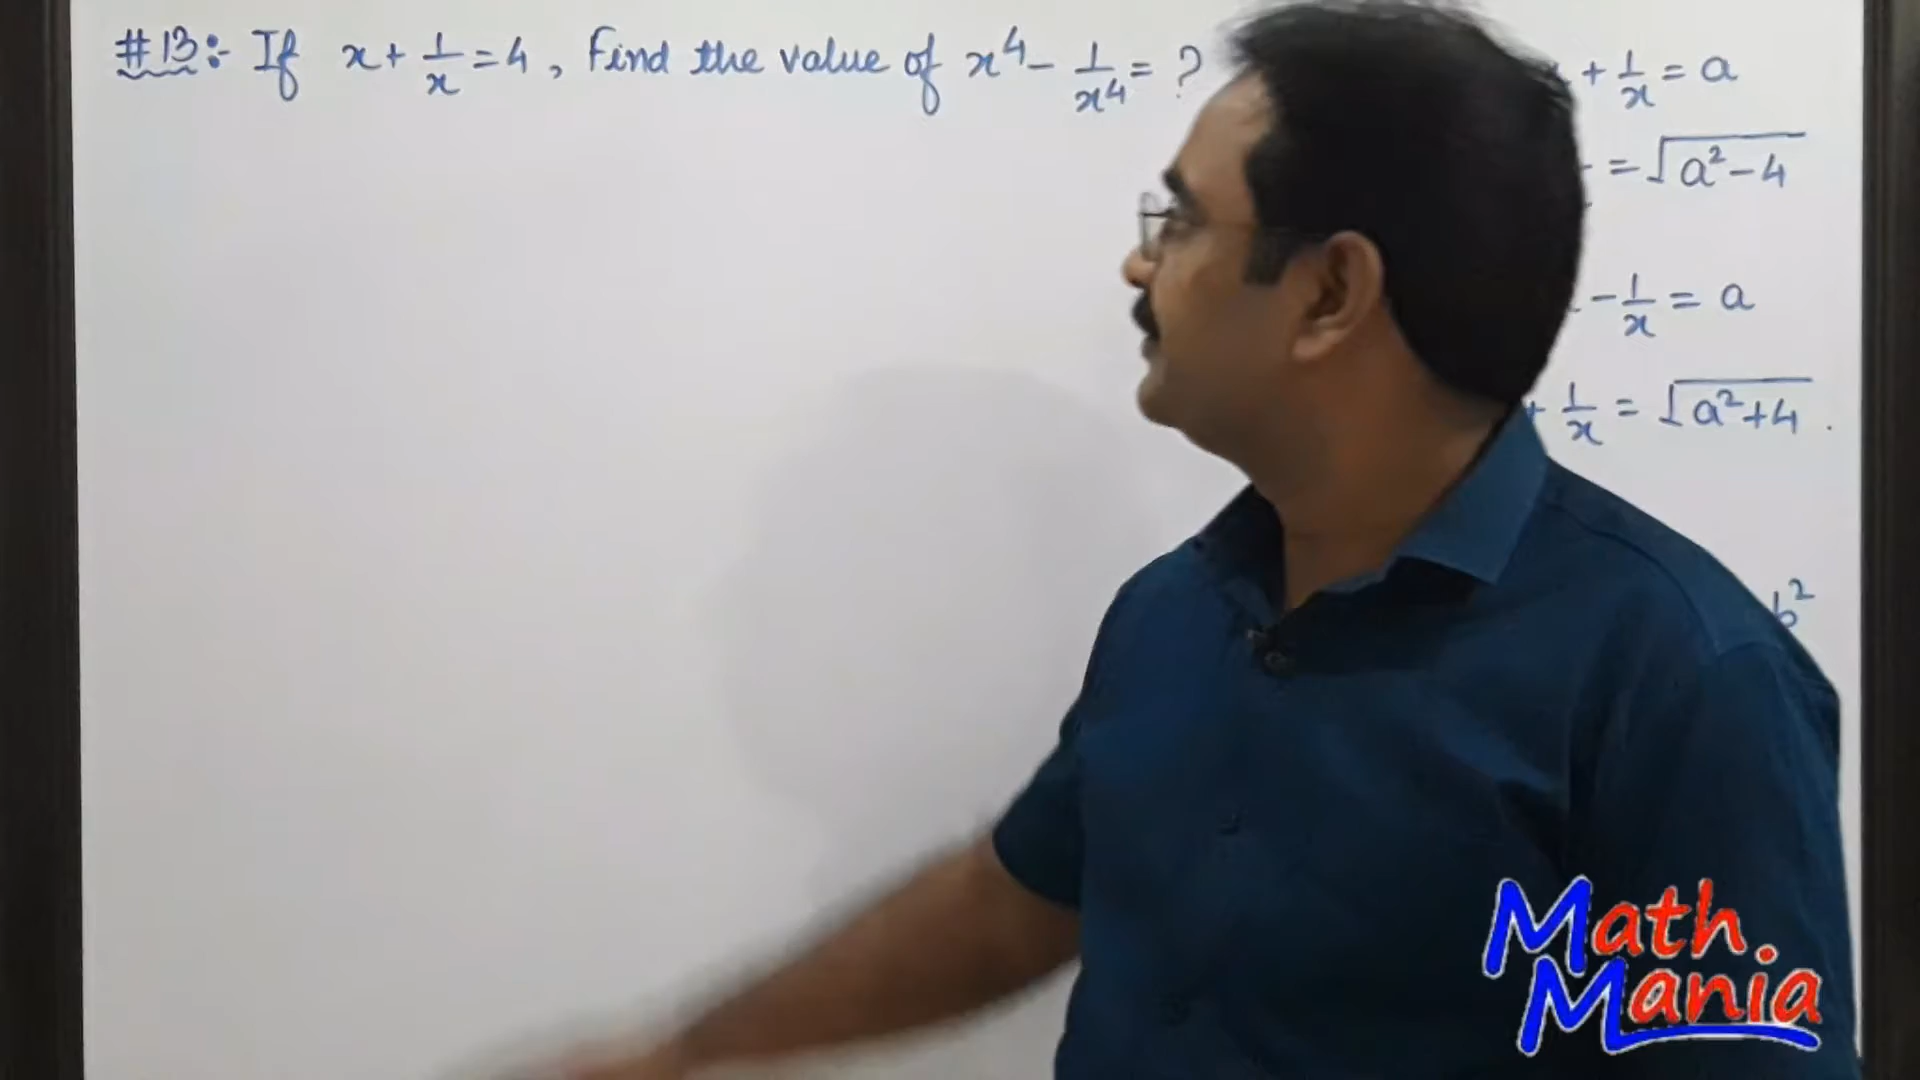 #13:- If x + 1/x = 4, Find the value of x⁴ - 1/x⁴ = ?
+ 1/x = a
= √a²-4
- 1/x = a
+ 1/x = √a²+4 .
b²
Math
Mania